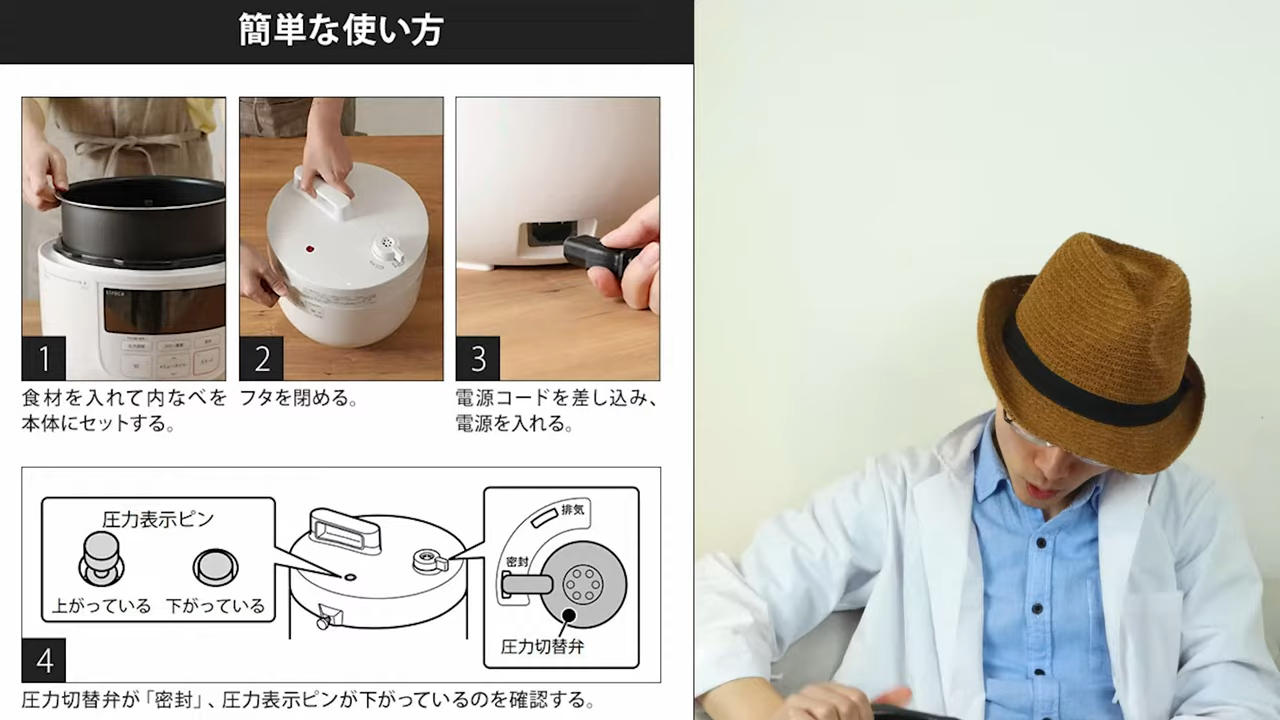 簡単な使い方
siroca
1
2
3
食材を入れて内なべを
本体にセットする。
フタを閉める。
電源コードを差し込み、
電源を入れる。
圧力表示ピン
上がっている
下がっている
排気
密封
圧力切替弁
4
圧力切替弁が「密封」、圧力表示ピンが下がっているのを確認する。